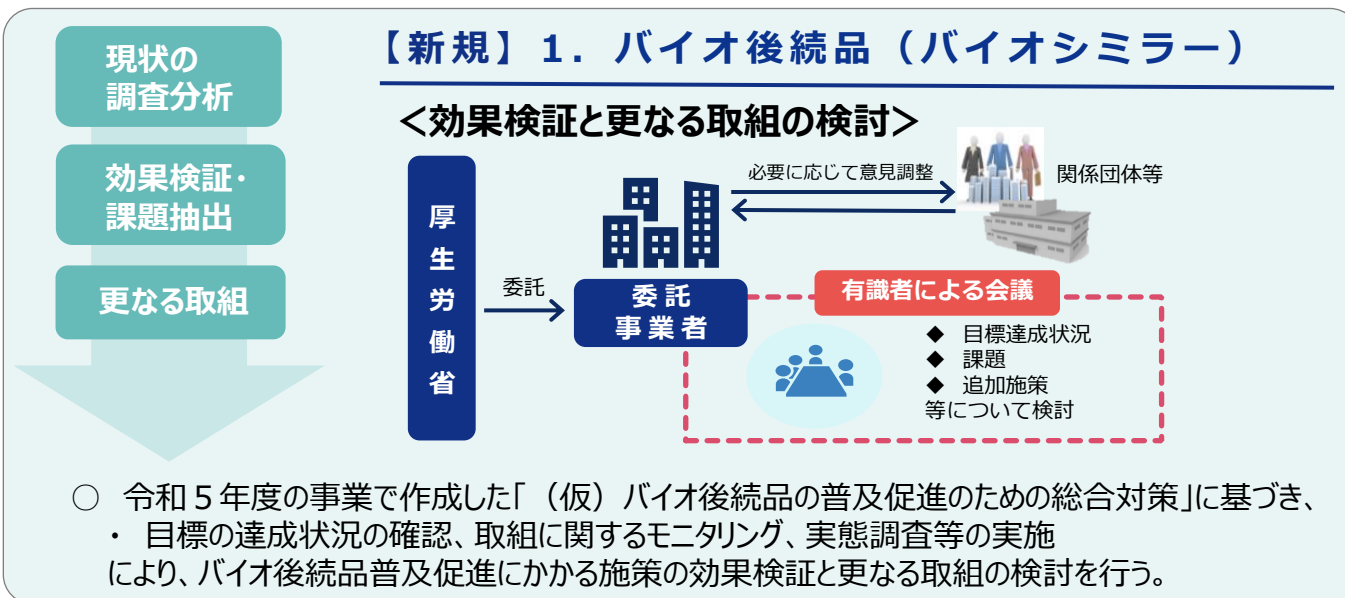 現状の
調査分析
効果検証・
課題抽出
更なる取組
【新規】1．バイオ後続品（バイオシミラー）
＜効果検証と更なる取組の検討＞
厚生労働省
委託
委託
事業者
必要に応じて意見調整
関係団体等
有識者による会議
◆ 目標達成状況
◆ 課題
◆ 追加施策
等について検討
○ 令和５年度の事業で作成した「（仮）バイオ後続品の普及促進のための総合対策」に基づき、
・ 目標の達成状況の確認、取組に関するモニタリング、実態調査等の実施
により、バイオ後続品普及促進にかかる施策の効果検証と更なる取組の検討を行う。